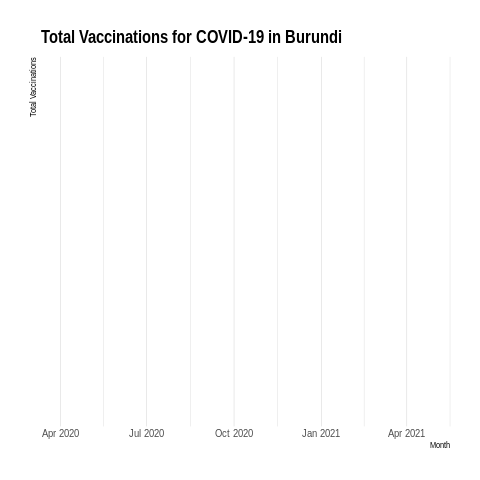 Total Vaccinations for COVID-19 in Burundi
Total Vaccinations
Apr 2020 Jul 2020 Oct 2020 Jan 2021 Apr 2021
Month